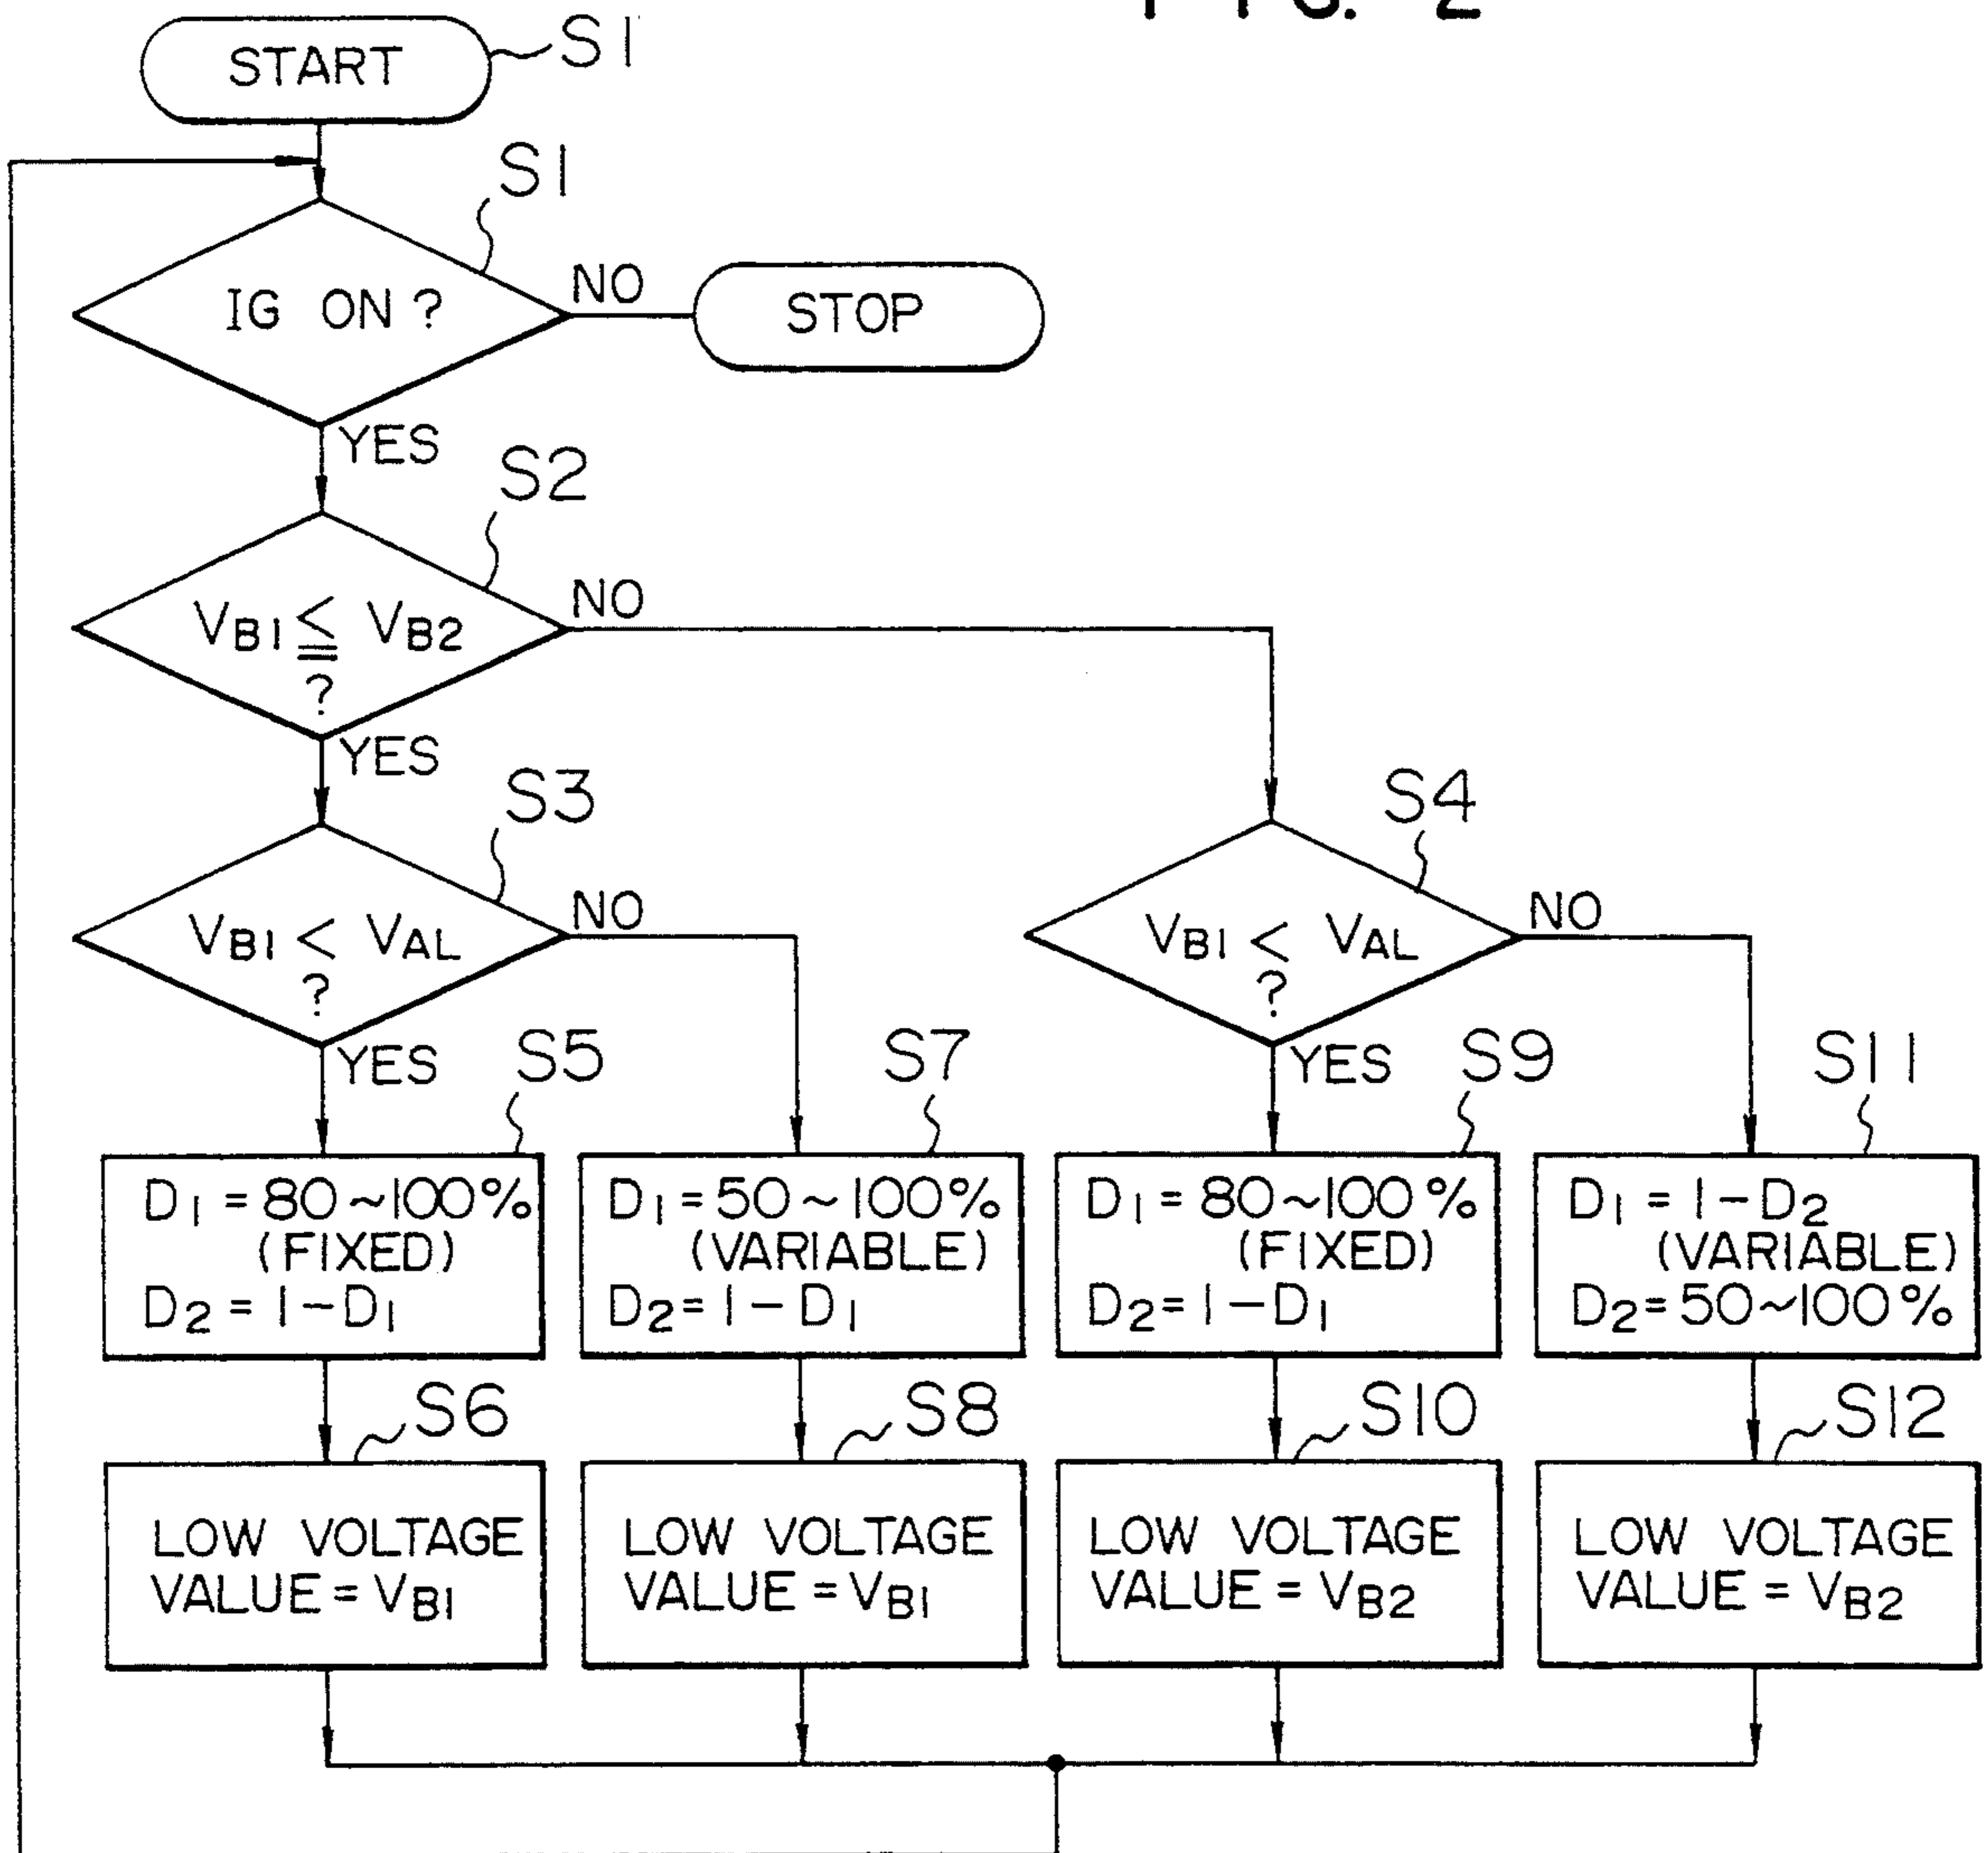 FIG. 2
START
S1
S1
IG ON ?
NO
STOP
YES
S2
VB1 ≦ VB2
?
NO
YES
S3
S4
VB1 < VAL
?
NO
VB1 < VAL
?
NO
YES
S5
S7
YES
S9
S11
D1 = 80~100%
(FIXED)
D2 = 1-D1
D1 = 50~100%
(VARIABLE)
D2 = 1-D1
D1 = 80~100%
(FIXED)
D2 = 1-D1
D1 = 1-D2
(VARIABLE)
D2 = 50~100%
S6
S8
S10
S12
LOW VOLTAGE
VALUE = VB1
LOW VOLTAGE
VALUE = VB1
LOW VOLTAGE
VALUE = VB2
LOW VOLTAGE
VALUE = VB2